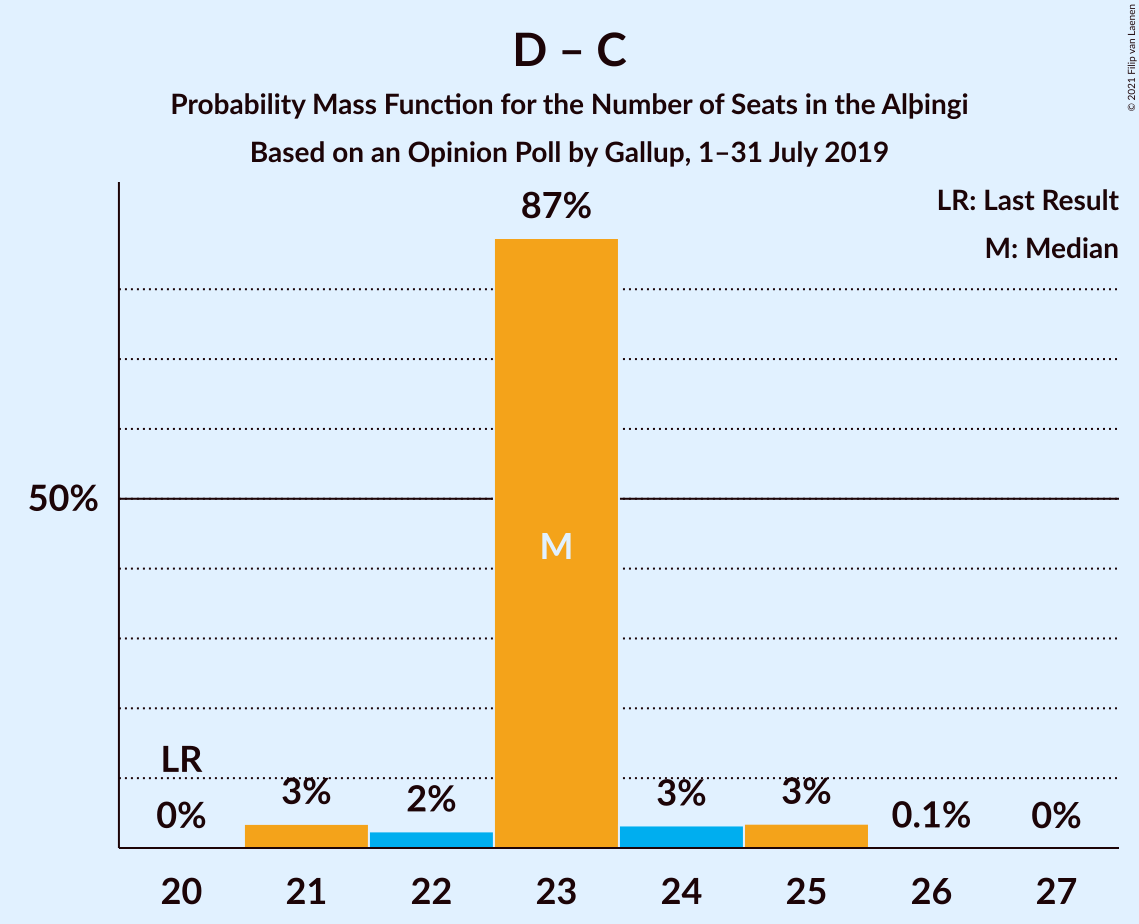 D – C
Probability Mass Function for the Number of Seats in the Alþingi
Based on an Opinion Poll by Gallup, 1–31 July 2019
© 2021 Filip van Laenen
LR: Last Result
M: Median
87%
50%
M
LR
0%
3%
2%
3%
3%
0.1%
0%
20
21
22
23
24
25
26
27